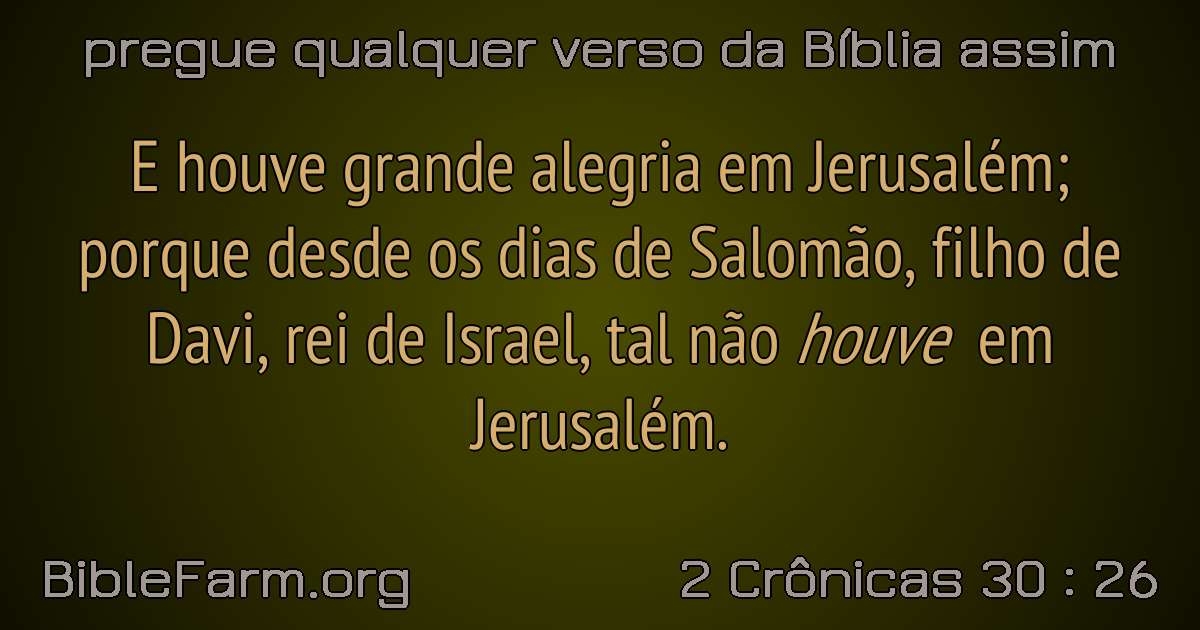 pregue qualquer verso da Bíblia assim
E houve grande alegria em Jerusalém;
porque desde os dias de Salomão, filho de
Davi, rei de Israel, tal não houve em
Jerusalém.
BibleFarm.org
2 Crônicas 30 : 26